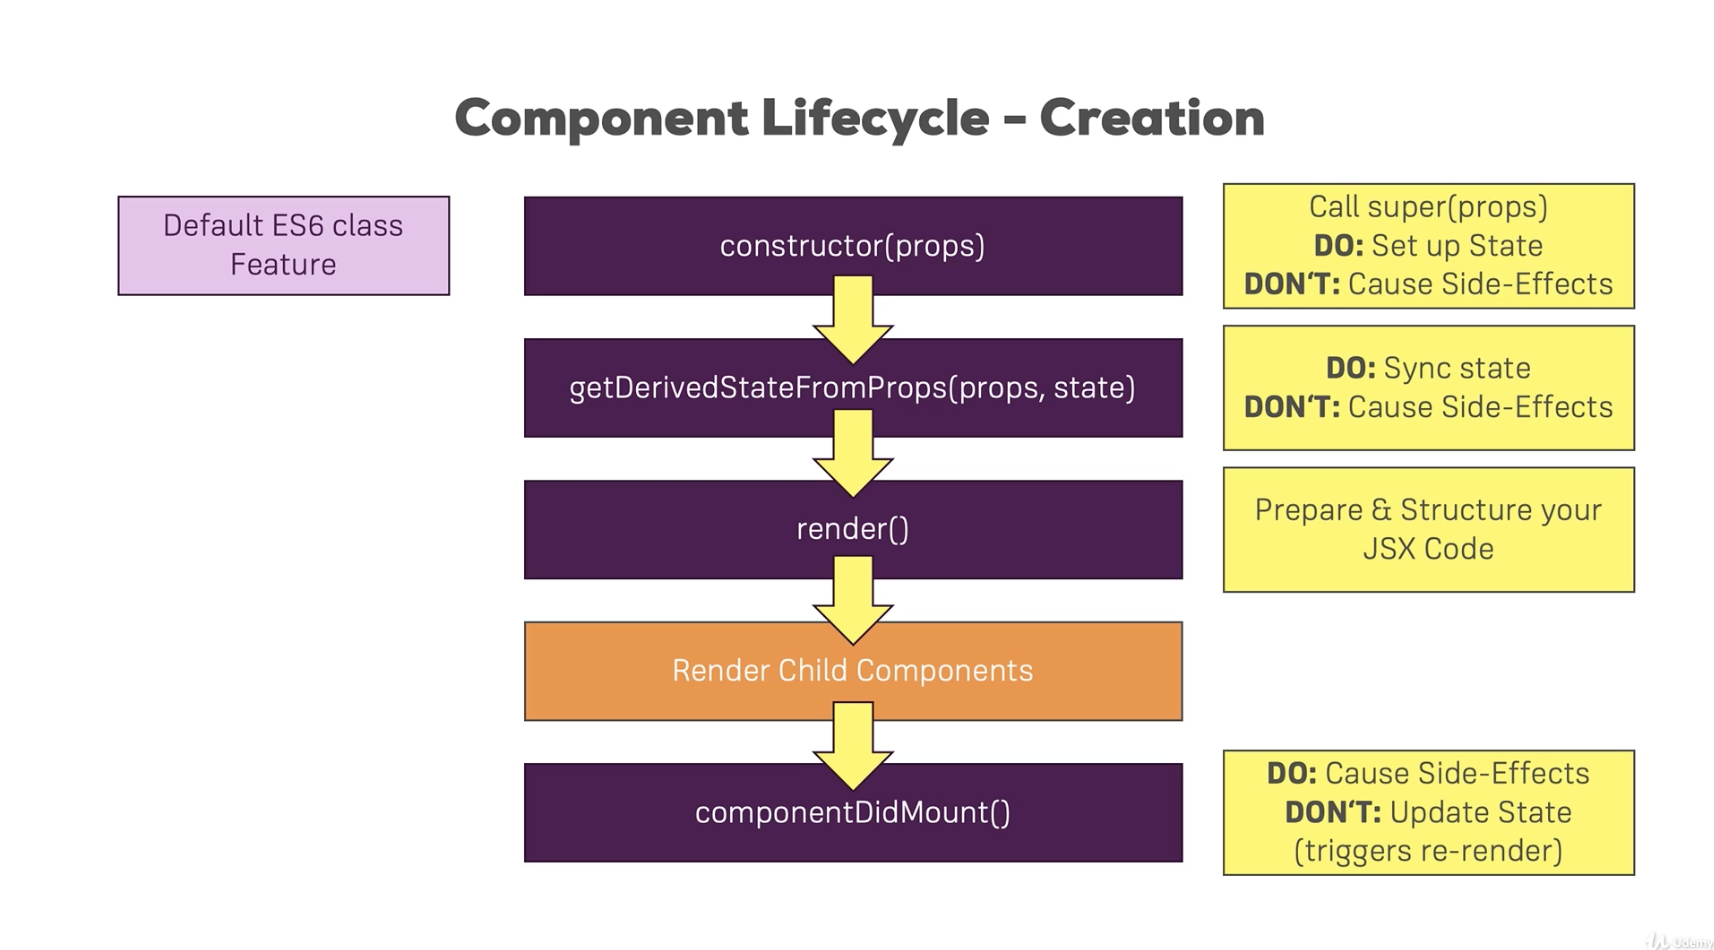 Component Lifecycle – Creation
Default ES6 class
Feature
constructor(props)
Call super(props)
DO: Set up State
DON‘T: Cause Side-Effects
getDerivedStateFromProps(props, state)
DO: Sync state
DON‘T: Cause Side-Effects
render()
Prepare & Structure your
JSX Code
Render Child Components
componentDidMount()
DO: Cause Side-Effects
DON‘T: Update State
(triggers re-render)
Udemy